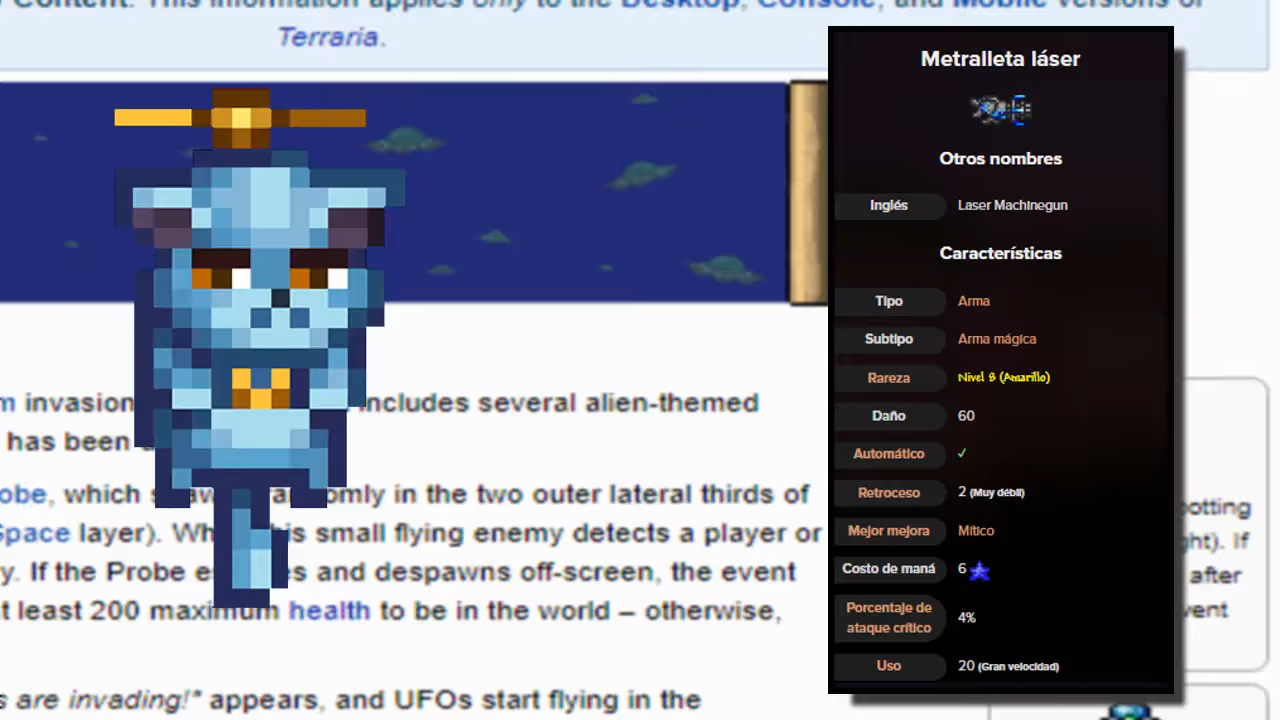 Content: This information applies only to the Desktop, Console, and Mobile versions of
Terraria.
m invasion
includes several alien-themed
has been
obe, which
omly in the two outer lateral thirds of
Space layer). Wh
is small flying enemy detects a player or
y. If the Probe es
es and despawns off-screen, the event
t least 200 maximum health to be in the world – otherwise,
s are invading!" appears, and UFOs start flying in the
Metralleta láser
Otros nombres
Inglés Laser Machinegun
Características
Tipo Arma
Subtipo Arma mágica
Rareza Nivel 8 (Amarillo)
Daño 60
Automático ✓
Retroceso 2 (Muy débil)
Mejor mejora Mítico
Costo de maná 6
Porcentaje de
ataque crítico 4%
Uso 20 (Gran velocidad)
potting
ght). If
after
vent